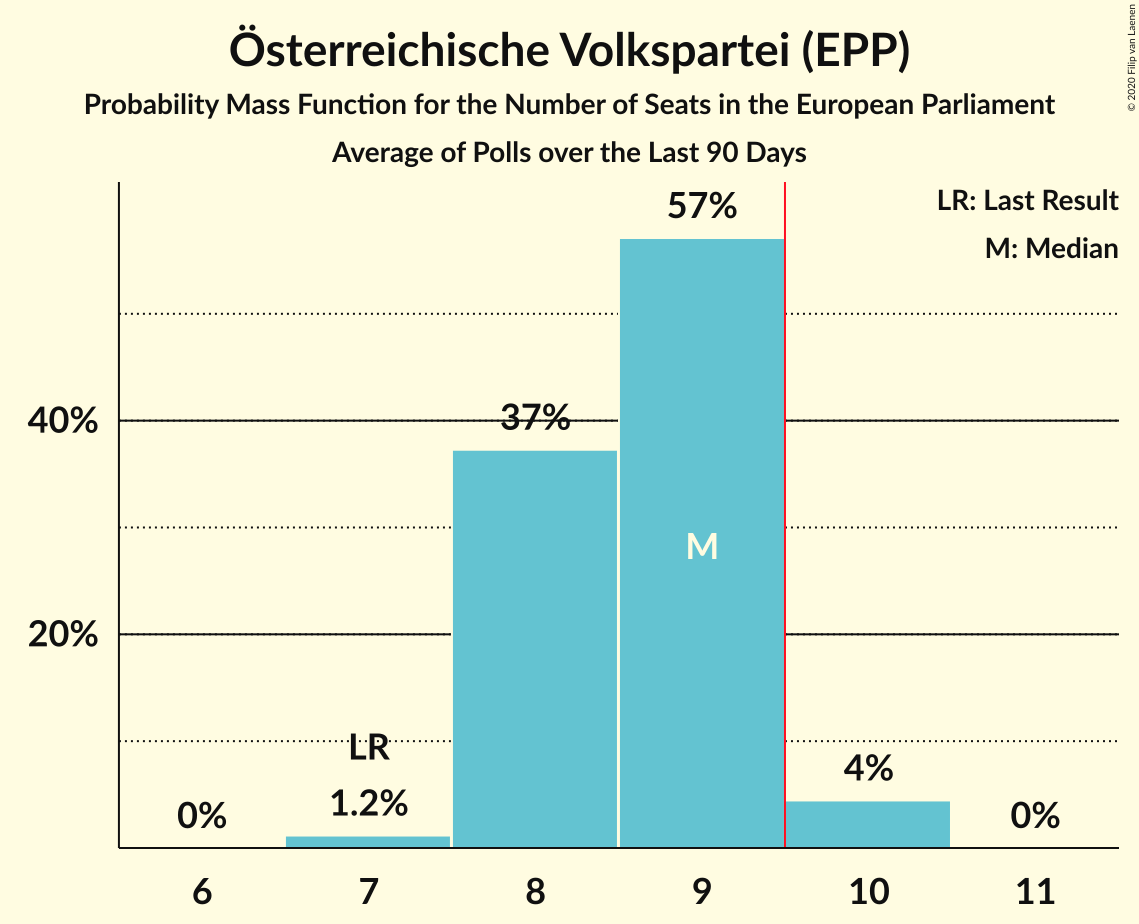 Österreichische Volkspartei (EPP)
Probability Mass Function for the Number of Seats in the European Parliament
Average of Polls over the Last 90 Days
© 2020 Filip van Laenen
LR: Last Result
M: Median
57%
40%
37%
M
20%
LR
4%
0%
1.2%
0%
6 7 8 9 10 11